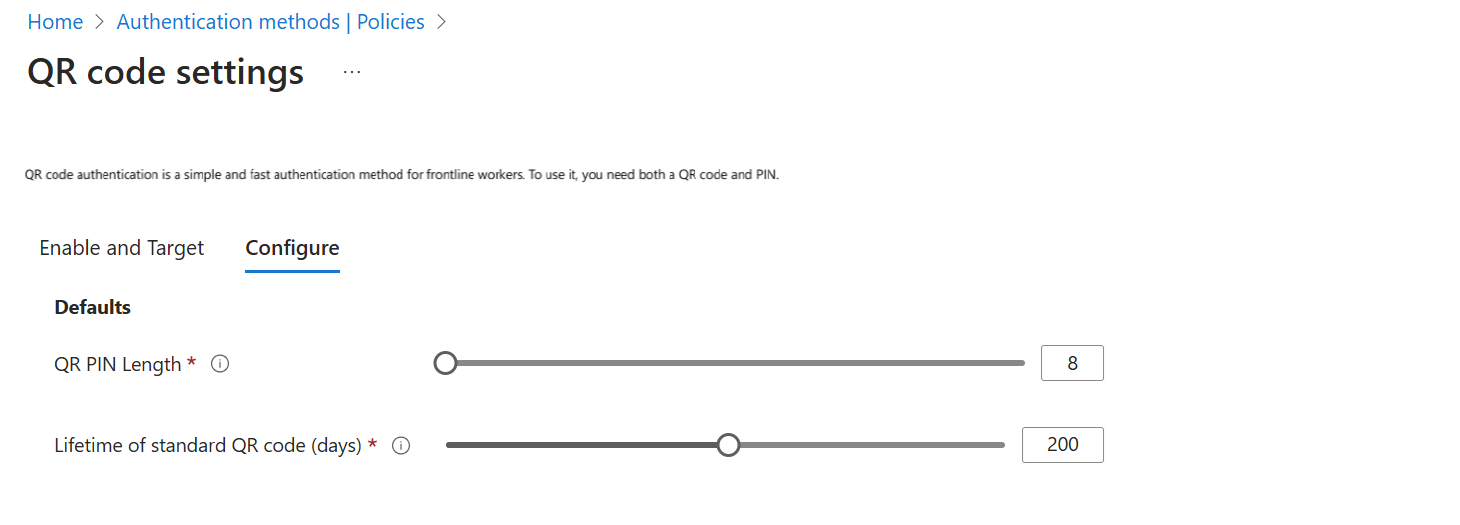 Home > Authentication methods | Policies >
QR code settings ...
QR code authentication is a simple and fast authentication method for frontline workers. To use it, you need both a QR code and PIN.
Enable and Target Configure
Defaults
QR PIN Length * 8
Lifetime of standard QR code (days) * 200